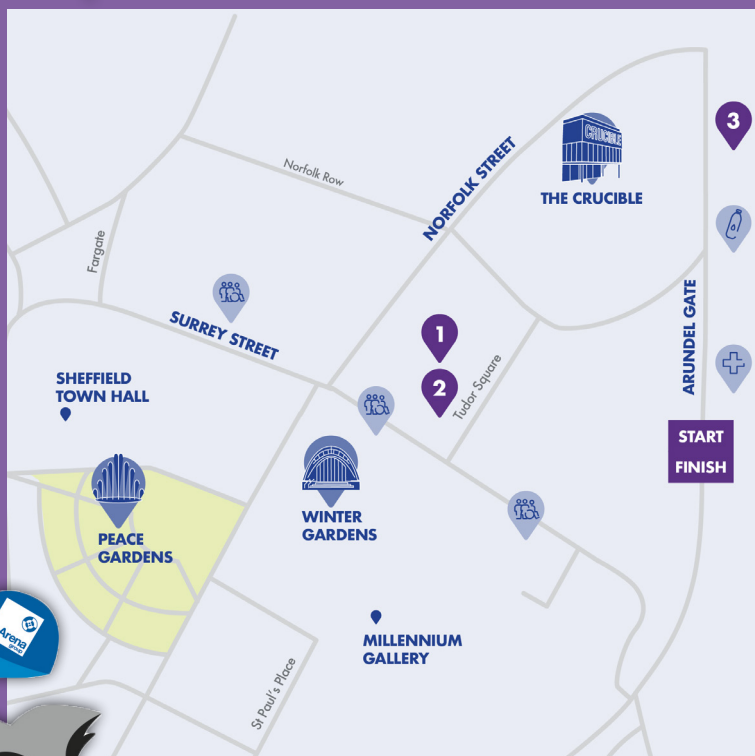 CRUCIBLE
THE CRUCIBLE
3
Norfolk Row
NORFOLK STREET
Fargate
SURREY STREET
ARUNDEL GATE
1
2
Tudor Square
SHEFFIELD
TOWN HALL
START
FINISH
WINTER
GARDENS
PEACE
GARDENS
Arena
group
MILLENNIUM
GALLERY
St Paul's Place